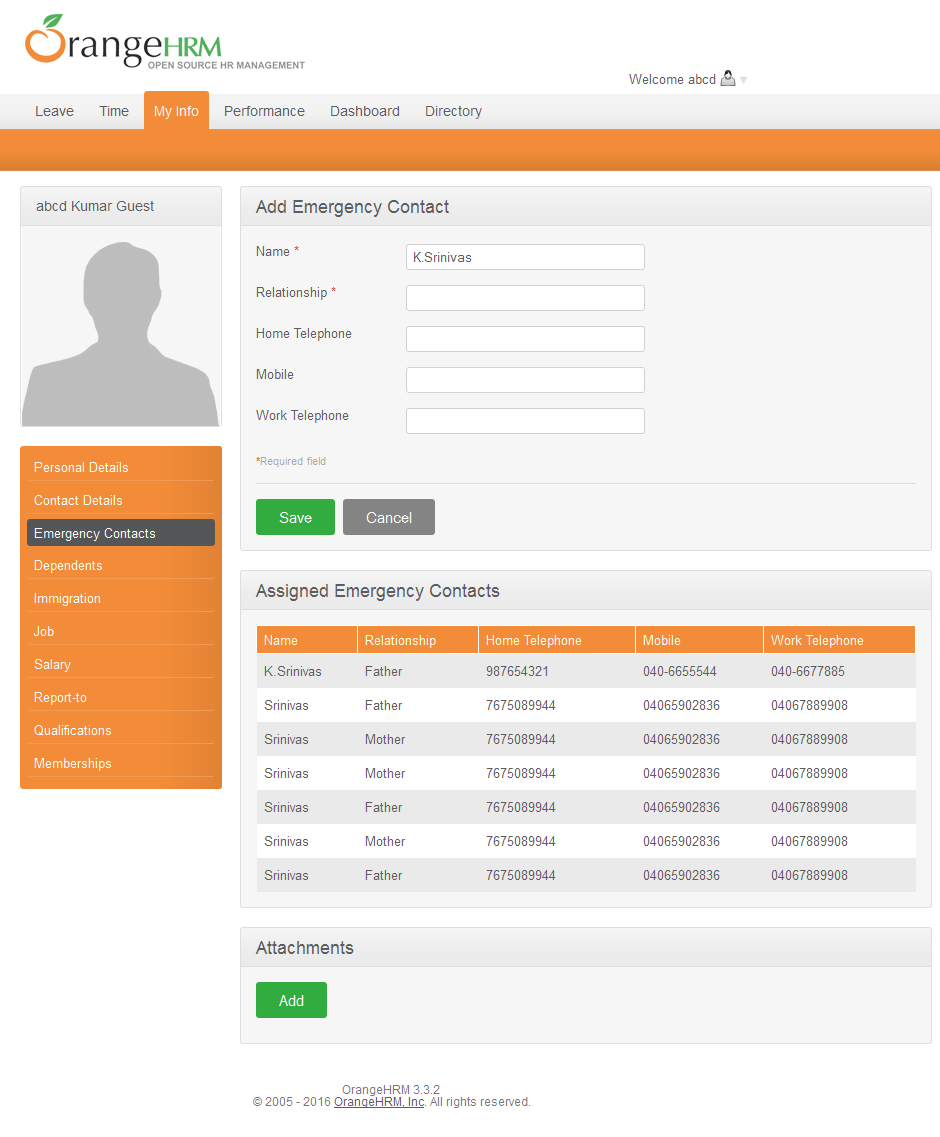 OrangeHRM
OPEN SOURCE HR MANAGEMENT
Welcome abcd
Leave Time My Info Performance Dashboard Directory
abcd Kumar Guest
Personal Details
Contact Details
Emergency Contacts
Dependents
Immigration
Job
Salary
Report-to
Qualifications
Memberships
Add Emergency Contact
Name * K.Srinivas
Relationship *
Home Telephone
Mobile
Work Telephone
*Required field
Save Cancel
Assigned Emergency Contacts
Name Relationship Home Telephone Mobile Work Telephone
K.Srinivas Father 987654321 040-6655544 040-6677885
Srinivas Father 7675089944 04065902836 04067889908
Srinivas Mother 7675089944 04065902836 04067889908
Srinivas Mother 7675089944 04065902836 04067889908
Srinivas Father 7675089944 04065902836 04067889908
Srinivas Mother 7675089944 04065902836 04067889908
Srinivas Father 7675089944 04065902836 04067889908
Attachments
Add
OrangeHRM 3.3.2
© 2005 - 2016 OrangeHRM, Inc. All rights reserved.